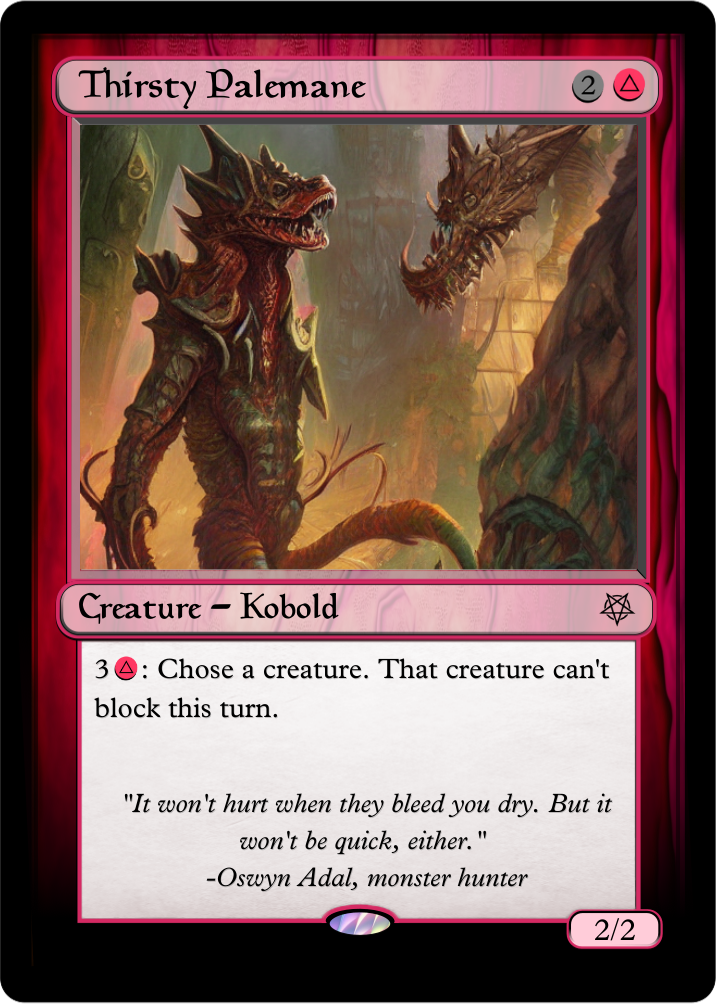 Thirsty Palemane 2
Creature – Kobold
3 : Chose a creature. That creature can't
block this turn.
"It won't hurt when they bleed you dry. But it
won't be quick, either."
-Oswyn Adal, monster hunter
2/2